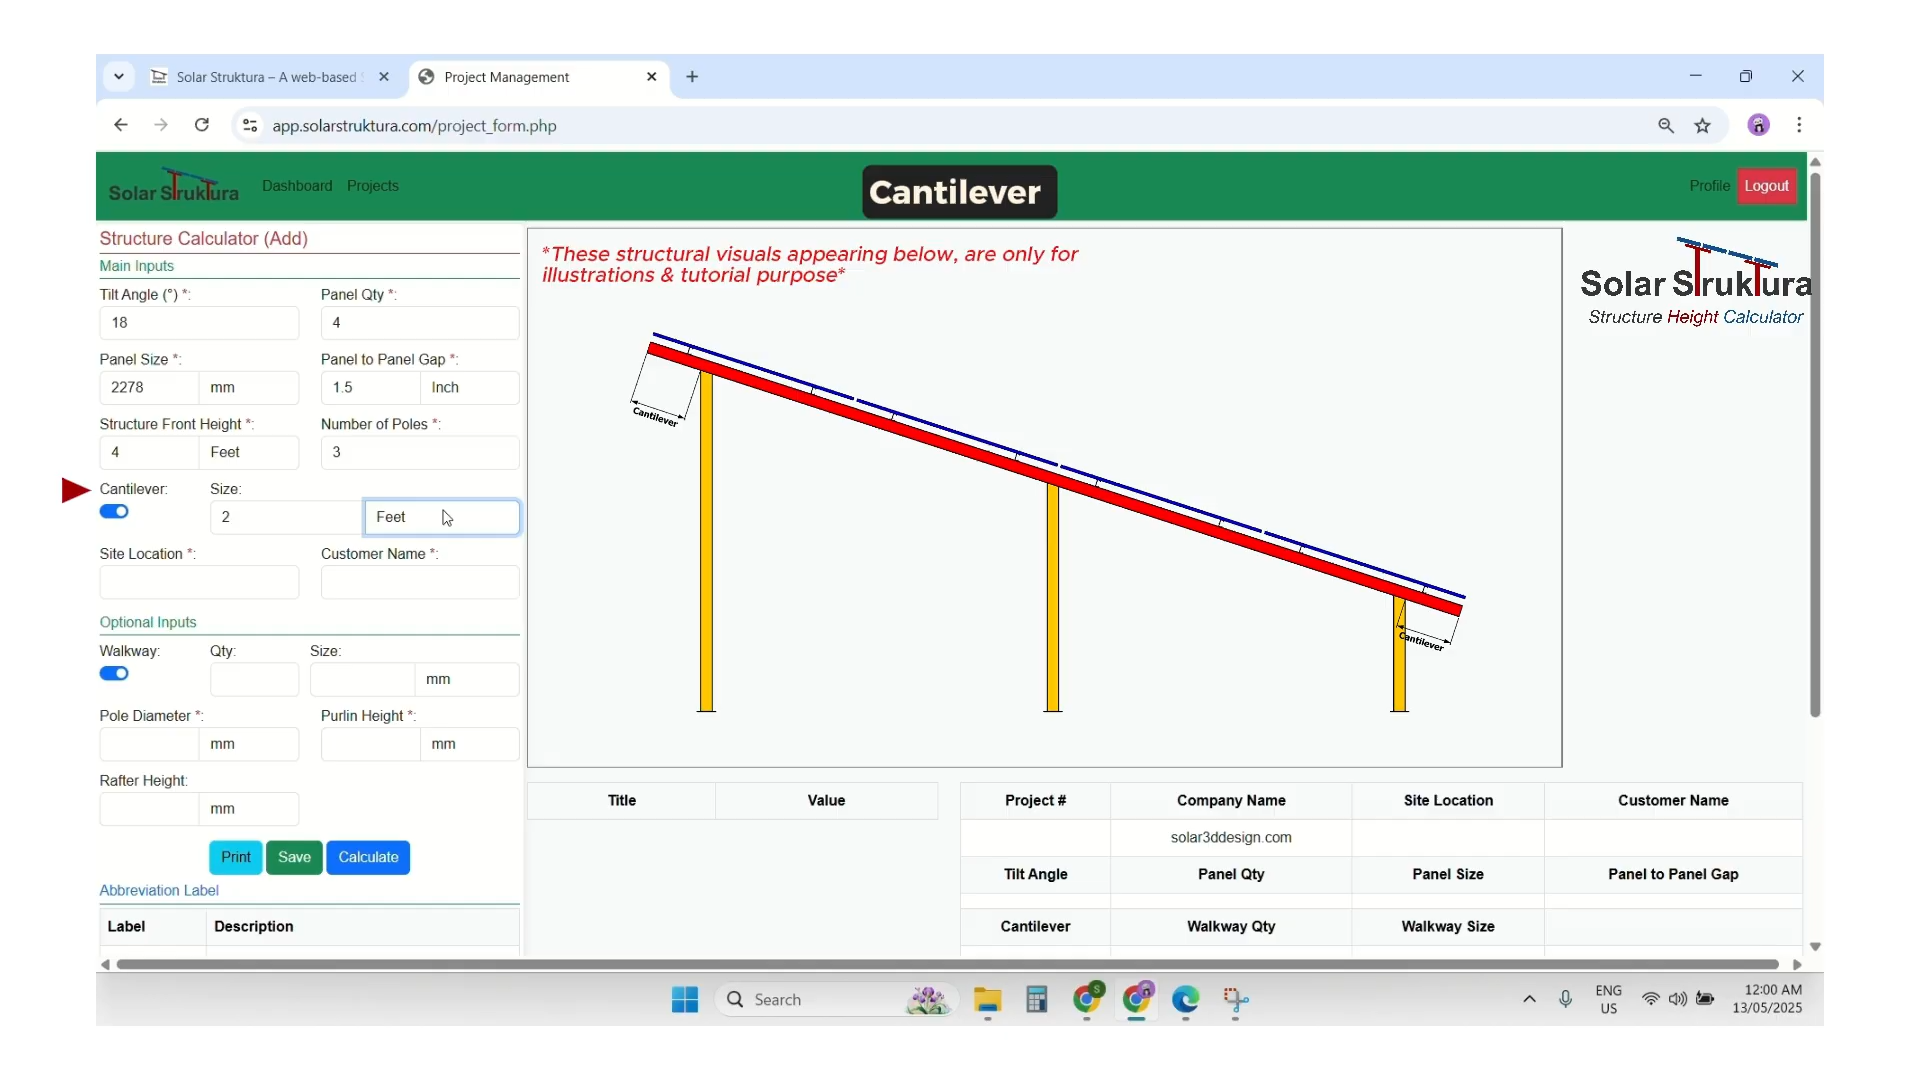 Solar Struktura – A web-based
Project Management
app.solarstruktura.com/project_form.php
Solar Struktura
Dashboard
Projects
Cantilever
Profile
Logout
Structure Calculator (Add)
Main Inputs
Tilt Angle (°) *:
Panel Qty *:
18
4
Panel Size *:
Panel to Panel Gap *:
2278
mm
1.5
Inch
Structure Front Height *:
Number of Poles *:
4
Feet
3
Cantilever:
Size:
2
Feet
Site Location *:
Customer Name *:
Optional Inputs
Walkway:
Qty:
Size:
mm
Pole Diameter *:
Purlin Height *:
mm
mm
Rafter Height:
mm
Print
Save
Calculate
Abbreviation Label
Label
Description
*These structural visuals appearing below, are only for
illustrations & tutorial purpose*
Cantilever
Cantilever
Solar Struktura
Structure Height Calculator
Title
Value
Project #
Company Name
Site Location
Customer Name
solar3ddesign.com
Tilt Angle
Panel Qty
Panel Size
Panel to Panel Gap
Cantilever
Walkway Qty
Walkway Size
Search
S
ENG
US
12:00 AM
13/05/2025